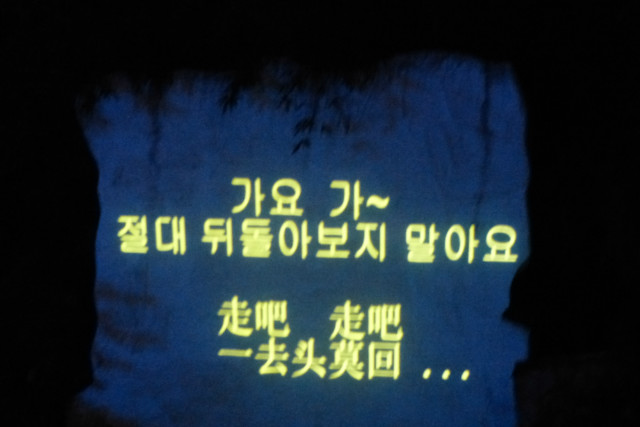 가요 가~
절대 뒤돌아보지 말아요
走吧 走吧
一去头莫回 ...